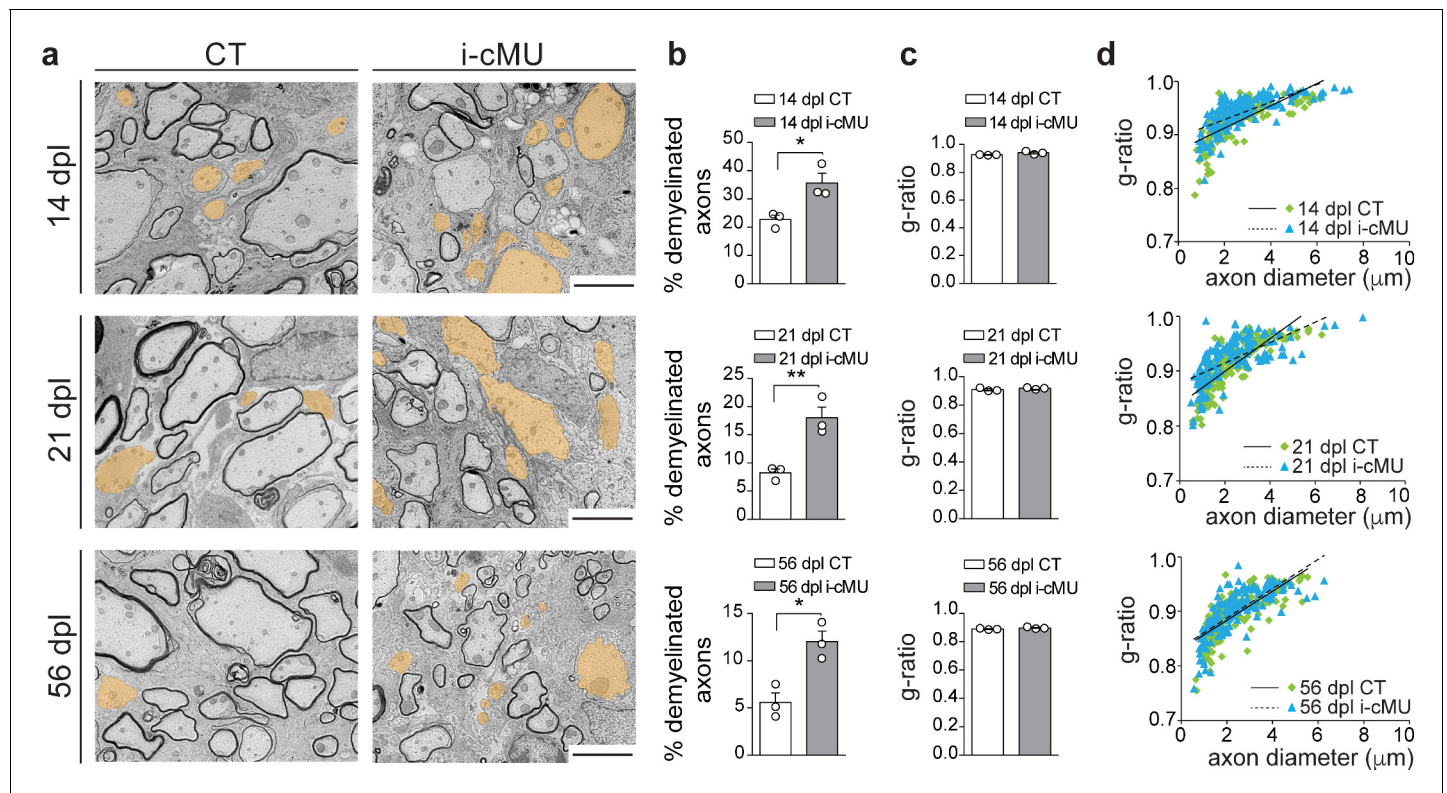 a
CT
i-cMU
b
c
d
14 dpl
21 dpl
56 dpl
14 dpl CT
14 dpl i-cMU
*
% demyelinated
axons
50
40
30
20
10
0
21 dpl CT
21 dpl i-cMU
**
% demyelinated
axons
25
20
15
10
5
0
56 dpl CT
56 dpl i-cMU
*
% demyelinated
axons
15
10
5
0
14 dpl CT
14 dpl i-cMU
g-ratio
1.0
0.8
0.6
0.4
0.2
0.0
21 dpl CT
21 dpl i-cMU
g-ratio
1.0
0.8
0.6
0.4
0.2
0.0
56 dpl CT
56 dpl i-cMU
g-ratio
1.0
0.8
0.6
0.4
0.2
0.0
g-ratio
1.0
0.9
0.8
0.7
14 dpl CT
14 dpl i-cMU
0 2 4 6 8 10
axon diameter (μm)
g-ratio
1.0
0.9
0.8
0.7
21 dpl CT
21 dpl i-cMU
0 2 4 6 8 10
axon diameter (μm)
g-ratio
1.0
0.9
0.8
0.7
56 dpl CT
56 dpl i-cMU
0 2 4 6 8 10
axon diameter (μm)